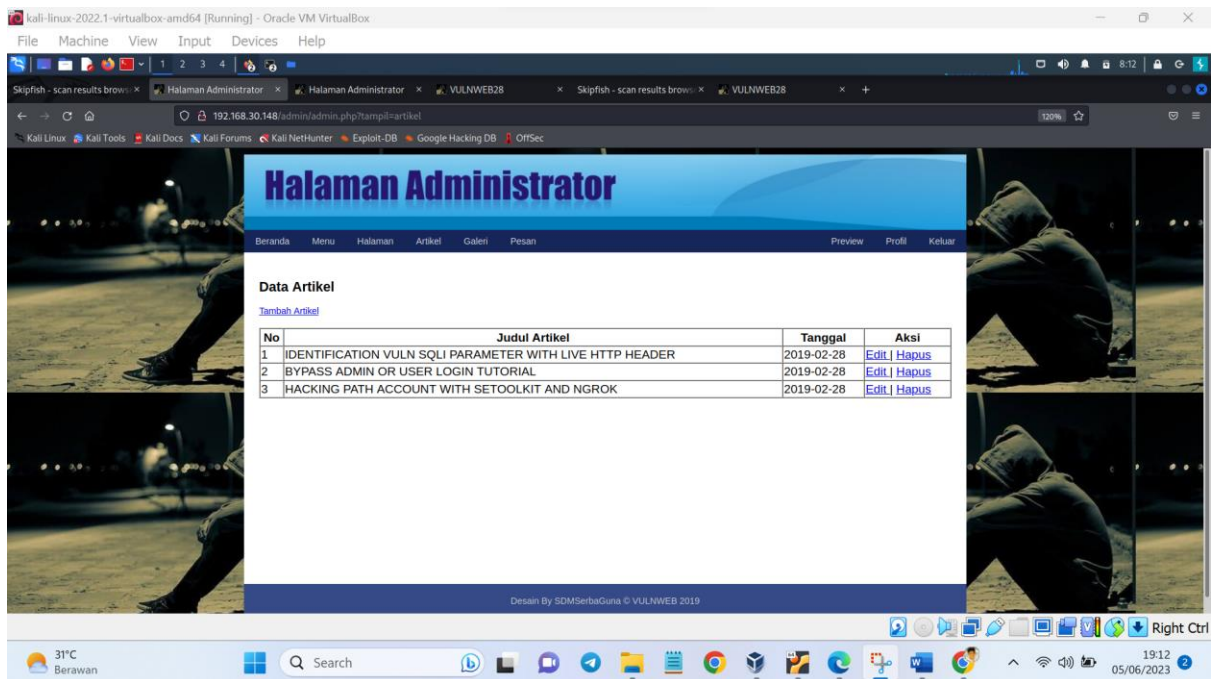 kali-linux-2022.1-virtualbox-amd64 [Running] - Oracle VM VirtualBox
File Machine View Input Devices Help
1 2 3 4
8:12
Skipfish - scan results brows
Halaman Administrator
Halaman Administrator
VULNWEB28
Skipfish - scan results brows
VULNWEB28
192.168.30.148/admin/admin.php?tampil=artikel
120%
Kali Linux Kali Tools Kali Docs Kali Forums Kali NetHunter Exploit-DB Google Hacking DB OffSec
Halaman Administrator
Beranda Menu Halaman Artikel Galeri Pesan Preview Profil Keluar
Data Artikel
Tambah Artikel
No Judul Artikel Tanggal Aksi
1 IDENTIFICATION VULN SQLI PARAMETER WITH LIVE HTTP HEADER 2019-02-28 Edit | Hapus
2 BYPASS ADMIN OR USER LOGIN TUTORIAL 2019-02-28 Edit | Hapus
3 HACKING PATH ACCOUNT WITH SETOOLKIT AND NGROK 2019-02-28 Edit | Hapus
Desain By SDMSerbaGuna © VULNWEB 2019
Right Ctrl
31°C
Berawan
Search
19:12
05/06/2023
2